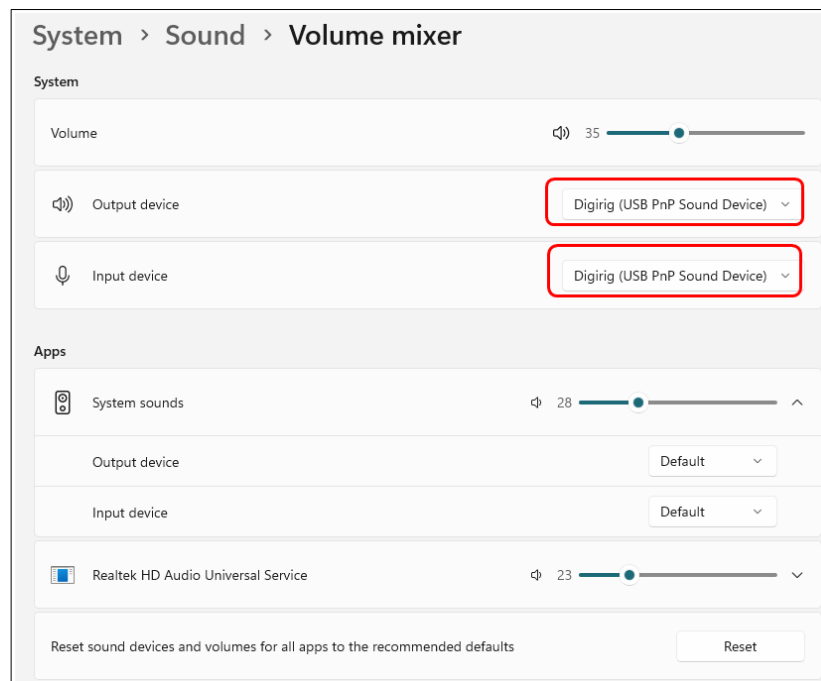 System > Sound > Volume mixer
System
Volume 35
Output device Digirig (USB PnP Sound Device)
Input device Digirig (USB PnP Sound Device)
Apps
System sounds 28
Output device Default
Input device Default
Realtek HD Audio Universal Service 23
Reset sound devices and volumes for all apps to the recommended defaults Reset